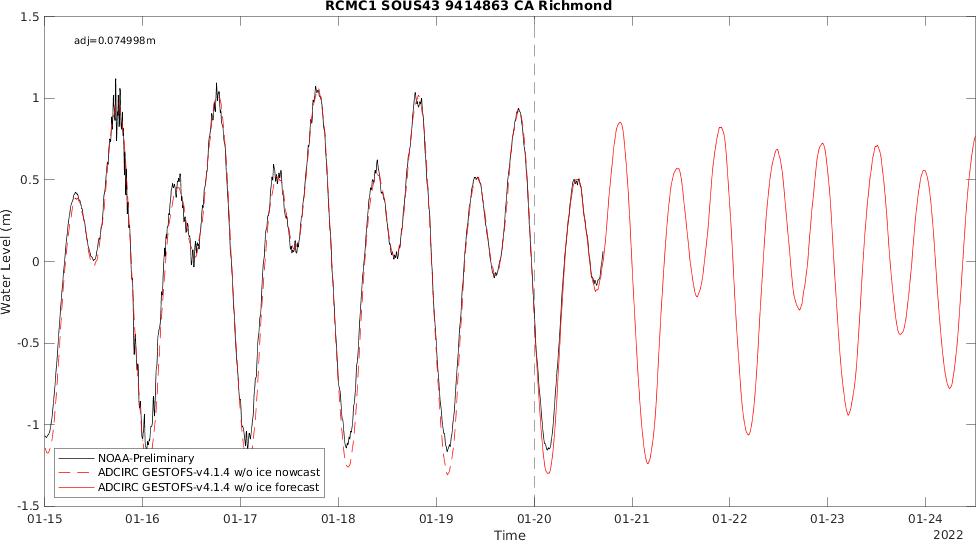 RCMC1 SOUS43 9414863 CA Richmond
adj=0.074998m
Water Level (m)
1.5
1
0.5
0
-0.5
-1
-1.5
NOAA-Preliminary
ADCIRC GESTOFS-v4.1.4 w/o ice nowcast
ADCIRC GESTOFS-v4.1.4 w/o ice forecast
01-15 01-16 01-17 01-18 01-19 01-20 01-21 01-22 01-23 01-24
Time
2022